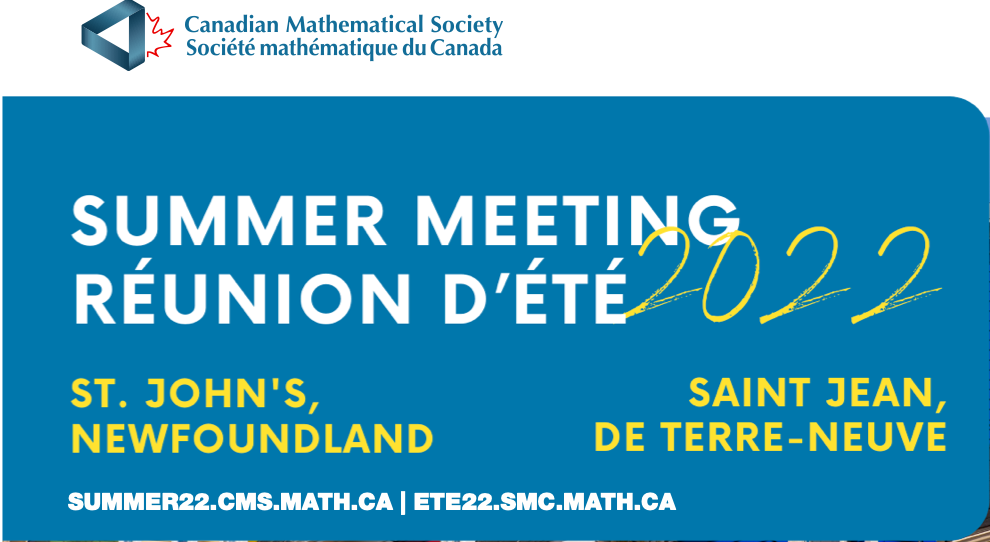 Canadian Mathematical Society
Société mathématique du Canada
SUMMER MEETING
RÉUNION D'ÉTÉ 2022
ST. JOHN'S,
NEWFOUNDLAND
SAINT JEAN,
DE TERRE-NEUVE
SUMMER22.CMS.MATH.CA | ETE22.SMC.MATH.CA